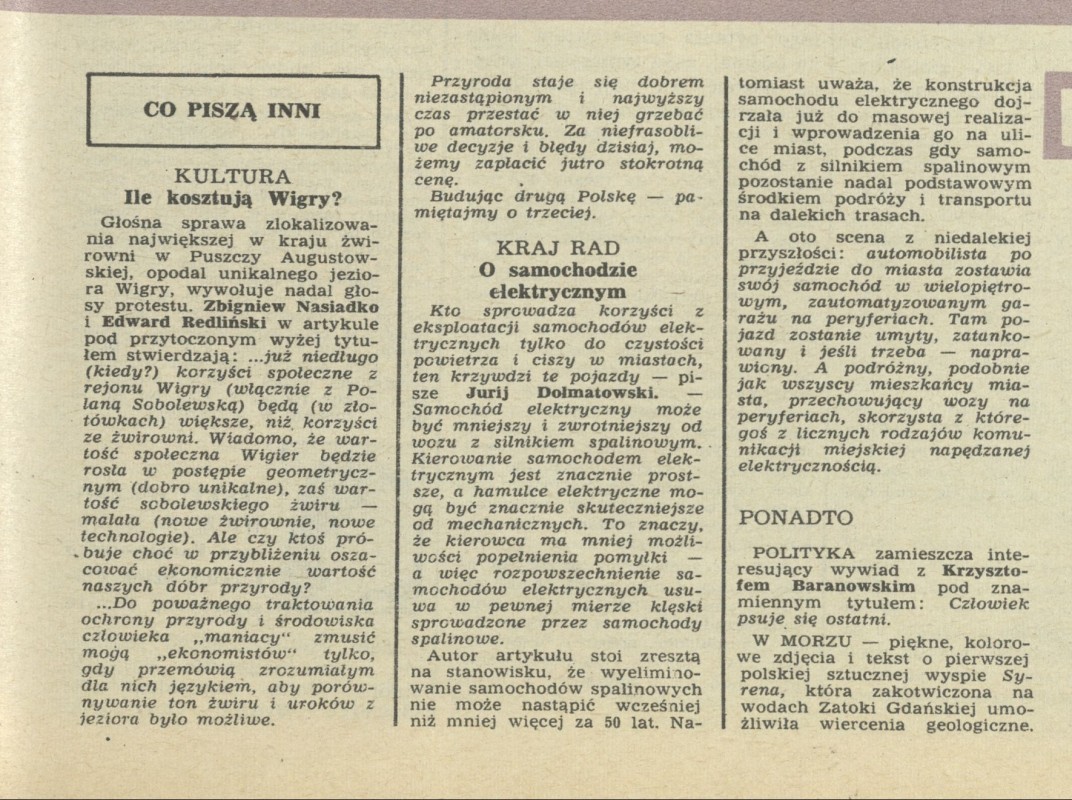 CO PISZĄ INNI
KULTURA
Ile kosztują Wigry?
Głośna sprawa zlokalizowa-
nia największej w kraju żwi-
rowni w Puszczy Augustow-
skiej, opodal unikalnego jezio-
ra Wigry, wywołuje nadal gło-
sy protestu. Zbigniew Nasiadko
i Edward Redliński w artykule
pod przytoczonym wyżej tytu-
łem stwierdzają: ...już niedługo
(kiedy?) korzyści społeczne z
rejonu Wigry (włącznie z Po-
laną Sobolewską) będą (w zło-
tówkach) większe, niż korzyści
ze żwirowni. Wiadomo, że war-
tość społeczna Wigier będzie
rosła w postępie geometrycz-
nym (dobro unikalne), zaś war-
tość sobolewskiego żwiru —
malała (nowe żwirownie, nowe
technologie). Ale czy ktoś pró-
buje choć w przybliżeniu osza-
cować ekonomicznie wartość
naszych dóbr przyrody?
...Do poważnego traktowania
ochrony przyrody i środowiska
człowieka „maniacy“ zmusić
mogą „ekonomistów“ tylko,
gdy przemówią zrozumiałym
dla nich językiem, aby porów-
nywanie ton żwiru i uroków z
jeziora było możliwe.
Przyroda staje się dobrem
niezastąpionym i najwyższy
czas przestać w niej grzebać
po amatorsku. Za niefrasobli-
we decyzje i błędy dzisiaj, mo-
żemy zapłacić jutro stokrotną
cenę.
Budując drugą Polskę — pa-
miętajmy o trzeciej.
KRAJ RAD
O samochodzie
elektrycznym
Kto sprowadza korzyści z
eksploatacji samochodów elek-
trycznych tylko do czystości
powietrza i ciszy w miastach,
ten krzywdzi te pojazdy — pi-
sze Jurij Dołmatowski. —
Samochód elektryczny może
być mniejszy i zwrotniejszy od
wozu z silnikiem spalinowym.
Kierowanie samochodem elek-
trycznym jest znacznie prost-
sze, a hamulce elektryczne mo-
gą być znacznie skuteczniejsze
od mechanicznych. To znaczy,
że kierowca ma mniej możli-
wości popełnienia pomyłki —
a więc rozpowszechnienie sa-
mochodów elektrycznych usu-
wa w pewnej mierze klęski
sprowadzone przez samochody
spalinowe.
Autor artykułu stoi zresztą
na stanowisku, że wyelimino-
wanie samochodów spalinowych
nie może nastąpić wcześniej
niż mniej więcej za 50 lat. Na-
tomiast uważa, że konstrukcja
samochodu elektrycznego doj-
rzała już do masowej realiza-
cji i wprowadzenia go na uli-
ce miast, podczas gdy samo-
chód z silnikiem spalinowym
pozostanie nadal podstawowym
środkiem podróży i transportu
na dalekich trasach.
A oto scena z niedalekiej
przyszłości: automobilista po
przyjeździe do miasta zostawia
swój samochód w wielopiętro-
wym, zautomatyzowanym ga-
rażu na peryferiach. Tam po-
jazd zostanie umyty, zatanko-
wany i jeśli trzeba — napra-
wiony. A podróżny, podobnie
jak wszyscy mieszkańcy mia-
sta, przechowujący wozy na
peryferiach, skorzysta z które-
goś z licznych rodzajów komu-
nikacji miejskiej napędzanej
elektrycznością.
PONADTO
POLITYKA zamieszcza inte-
resujący wywiad z Krzyszto-
fem Baranowskim pod zna-
miennym tytułem: Człowiek
psuje się ostatni.
W MORZU — piękne, koloro-
we zdjęcia i tekst o pierwszej
polskiej sztucznej wyspie Sy-
rena, która zakotwiczona na
wodach Zatoki Gdańskiej umo-
żliwiła wiercenia geologiczne.